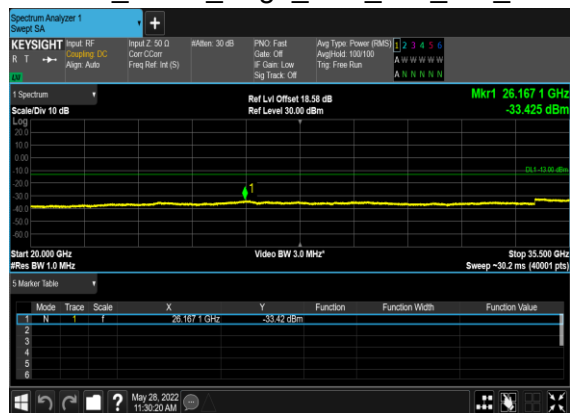 Spectrum Analyzer 1
Swept SA
+
KEYSIGHT Input: RF Input Z: 50 Ω #Atten: 30 dB PNO: Fast Avg Type: Power (RMS) 1 2 3 4 5 6
R T Coupling: DC Corr CCorr Gate: Off Avg|Hold: 100/100 A W W W W W
Align: Auto Freq Ref: Int (S) IF Gain: Low Trig: Free Run A N N N N N
Sig Track: Off
LXI
1 Spectrum
Ref Lvl Offset 18.58 dB Mkr1 26.167 1 GHz
Scale/Div 10 dB Ref Level 30.00 dBm -33.425 dBm
Log
20.0
10.0
0.00
-10.0 DL1 -13.00 dBm
-20.0 1
-30.0
-40.0
-50.0
-60.0
Start 20.000 GHz Video BW 3.0 MHz* Stop 35.500 GHz
#Res BW 1.0 MHz Sweep ~30.2 ms (40001 pts)
5 Marker Table
Mode Trace Scale X Y Function Function Width Function Value
1 N 1 f 26.167 1 GHz -33.42 dBm
2
3
4
5
6
? May 28, 2022
11:30:20 AM